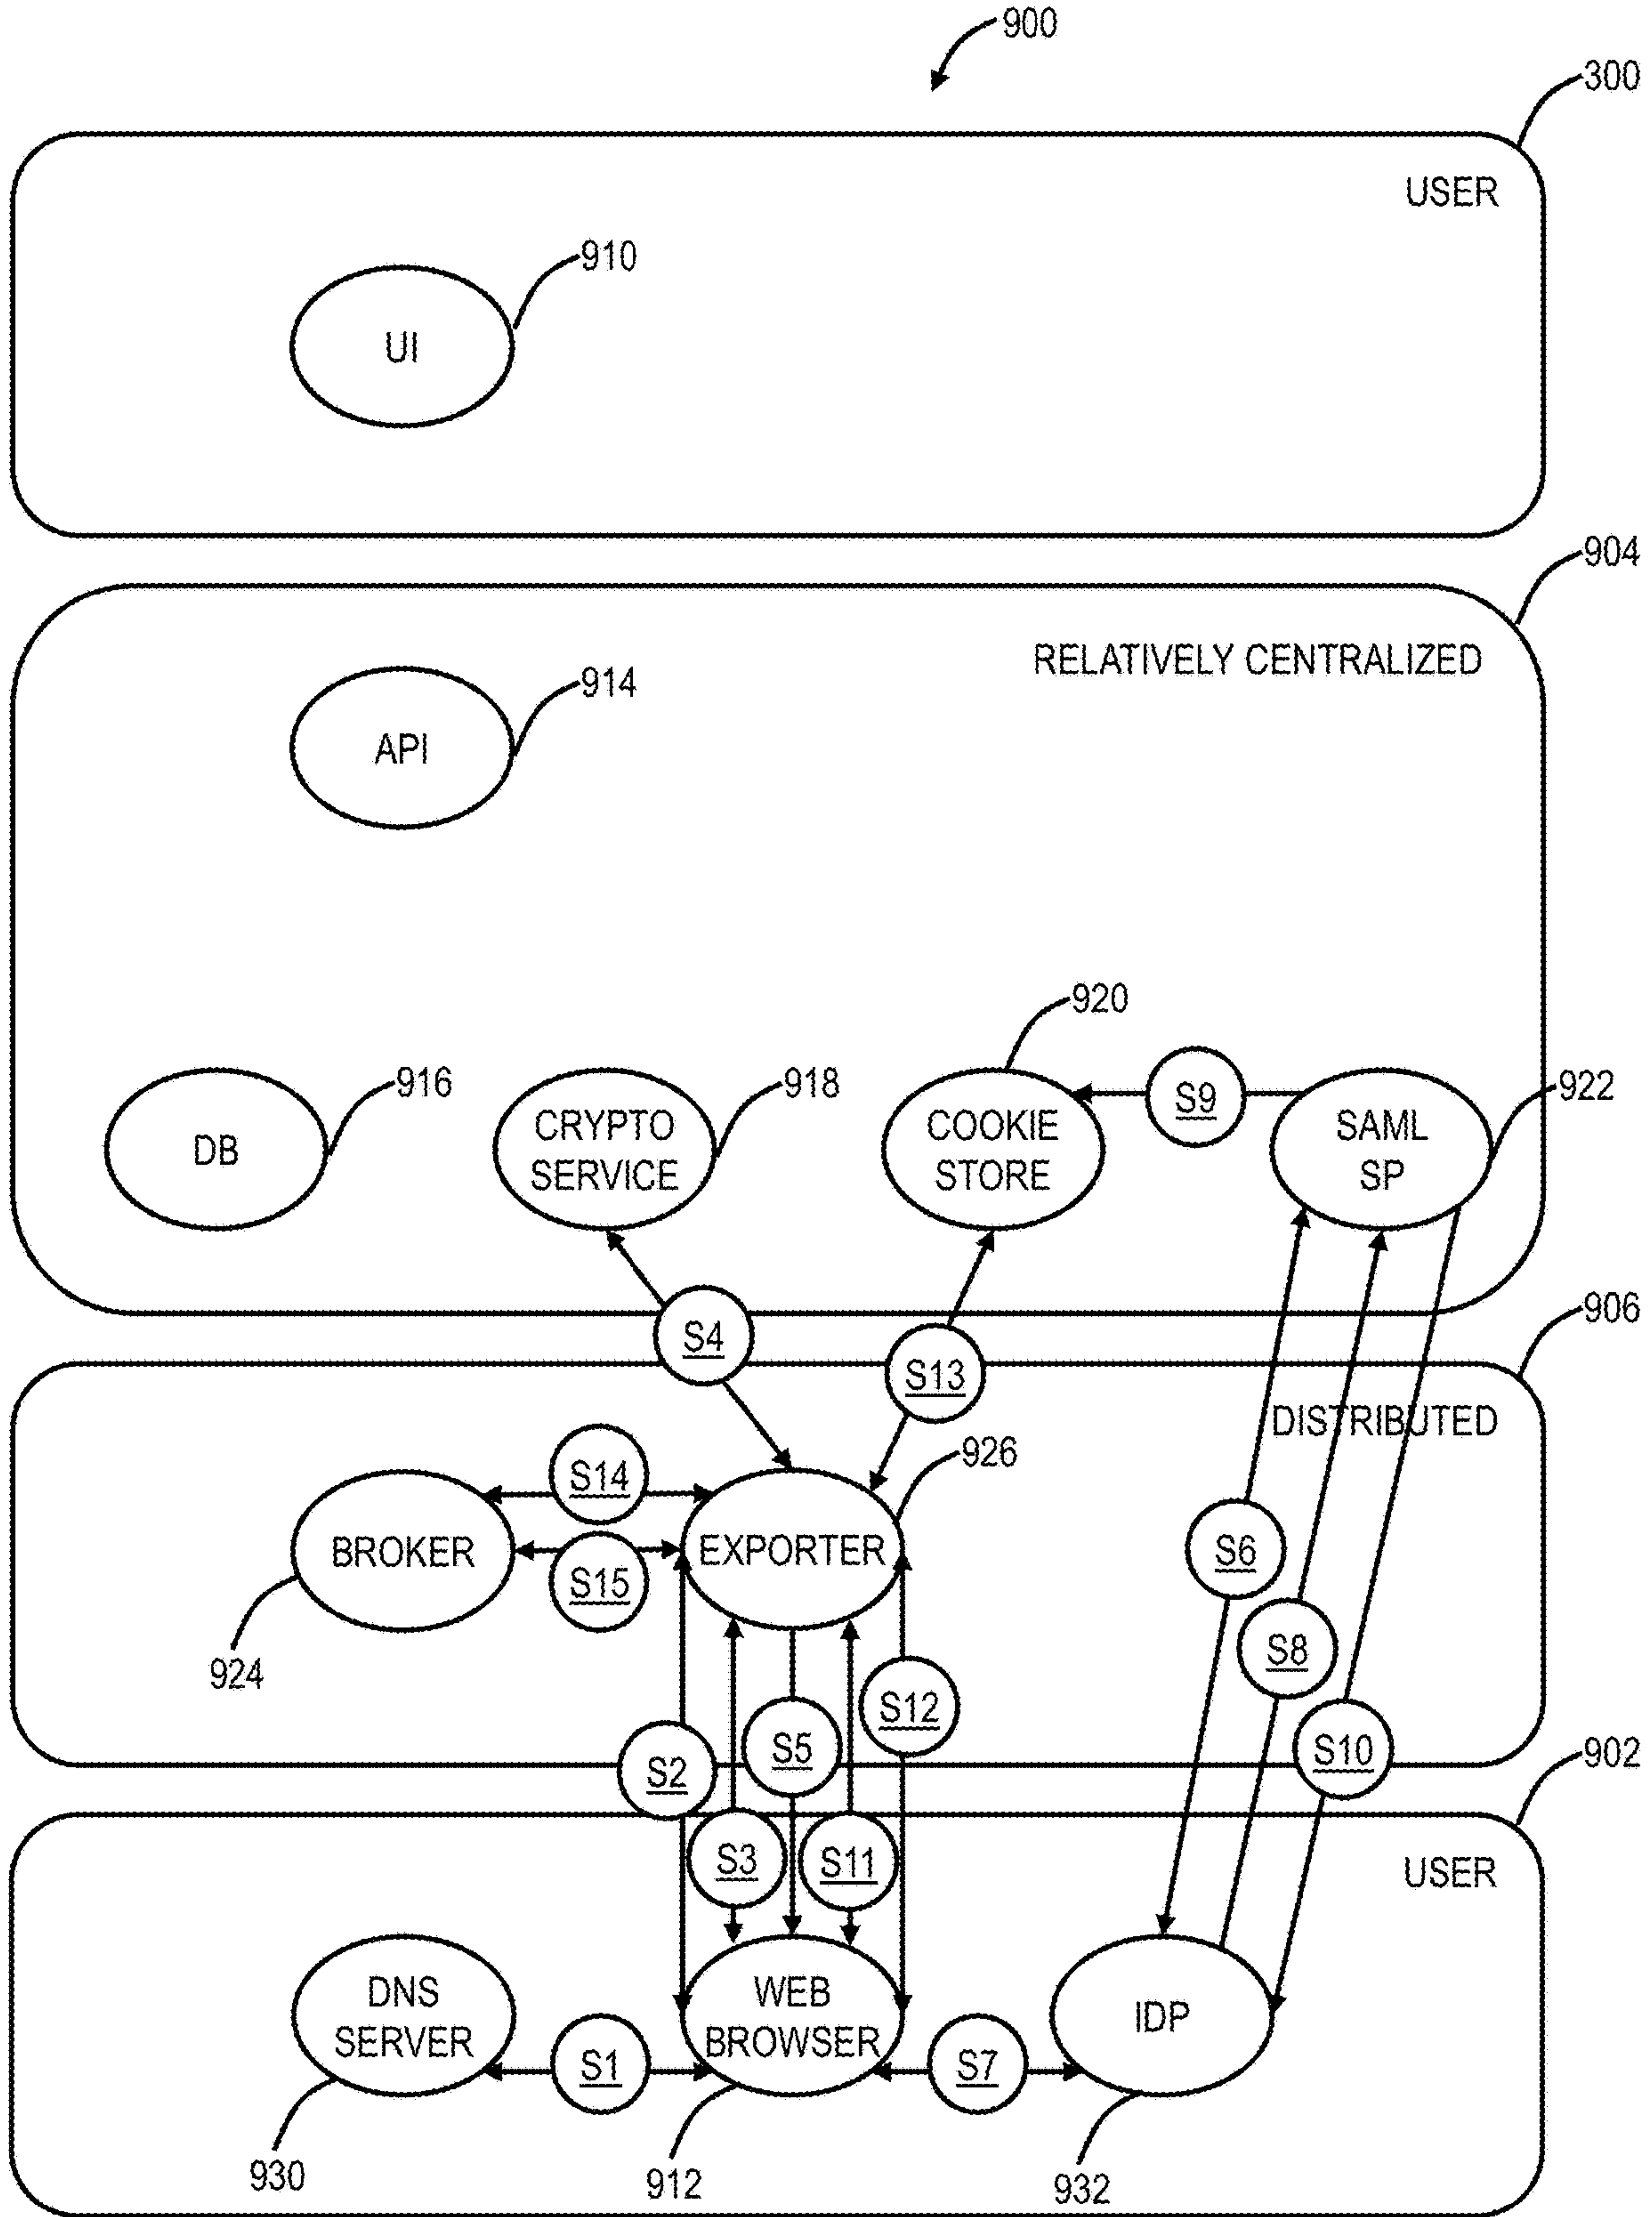 900
300
USER
910
UI
904
RELATIVELY CENTRALIZED
914
API
920
916
918
922
S9
DB
CRYPTO
SERVICE
COOKIE
STORE
SAML
SP
906
S4
S13
DISTRIBUTED
926
S14
BROKER
EXPORTER
S6
S15
924
S8
S12
S2
S5
S10
902
S3
S11
USER
DNS
SERVER
WEB
BROWSER
IDP
S1
S7
930
912
932